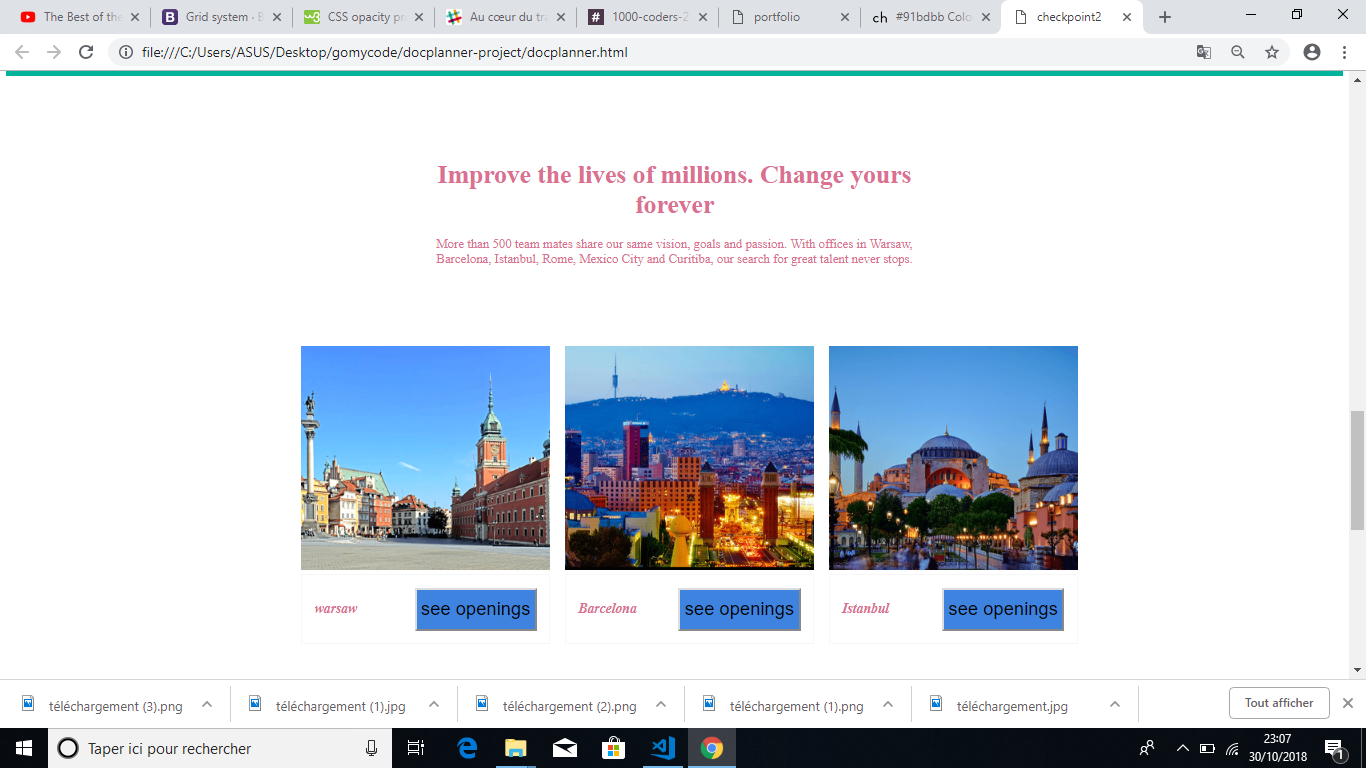 The Best of the
Grid system · B
CSS opacity pr
Au cœur du tra
1000-coders-2
portfolio
ch #91bdbb Colo
checkpoint2
file:///C:/Users/ASUS/Desktop/gomycode/docplanner-project/docplanner.html
Improve the lives of millions. Change yours
forever
More than 500 team mates share our same vision, goals and passion. With offices in Warsaw,
Barcelona, Istanbul, Rome, Mexico City and Curitiba, our search for great talent never stops.
warsaw
see openings
Barcelona
see openings
Istanbul
see openings
téléchargement (3).png
téléchargement (1).jpg
téléchargement (2).png
téléchargement (1).png
téléchargement.jpg
Tout afficher
Taper ici pour rechercher
23:07
30/10/2018
1